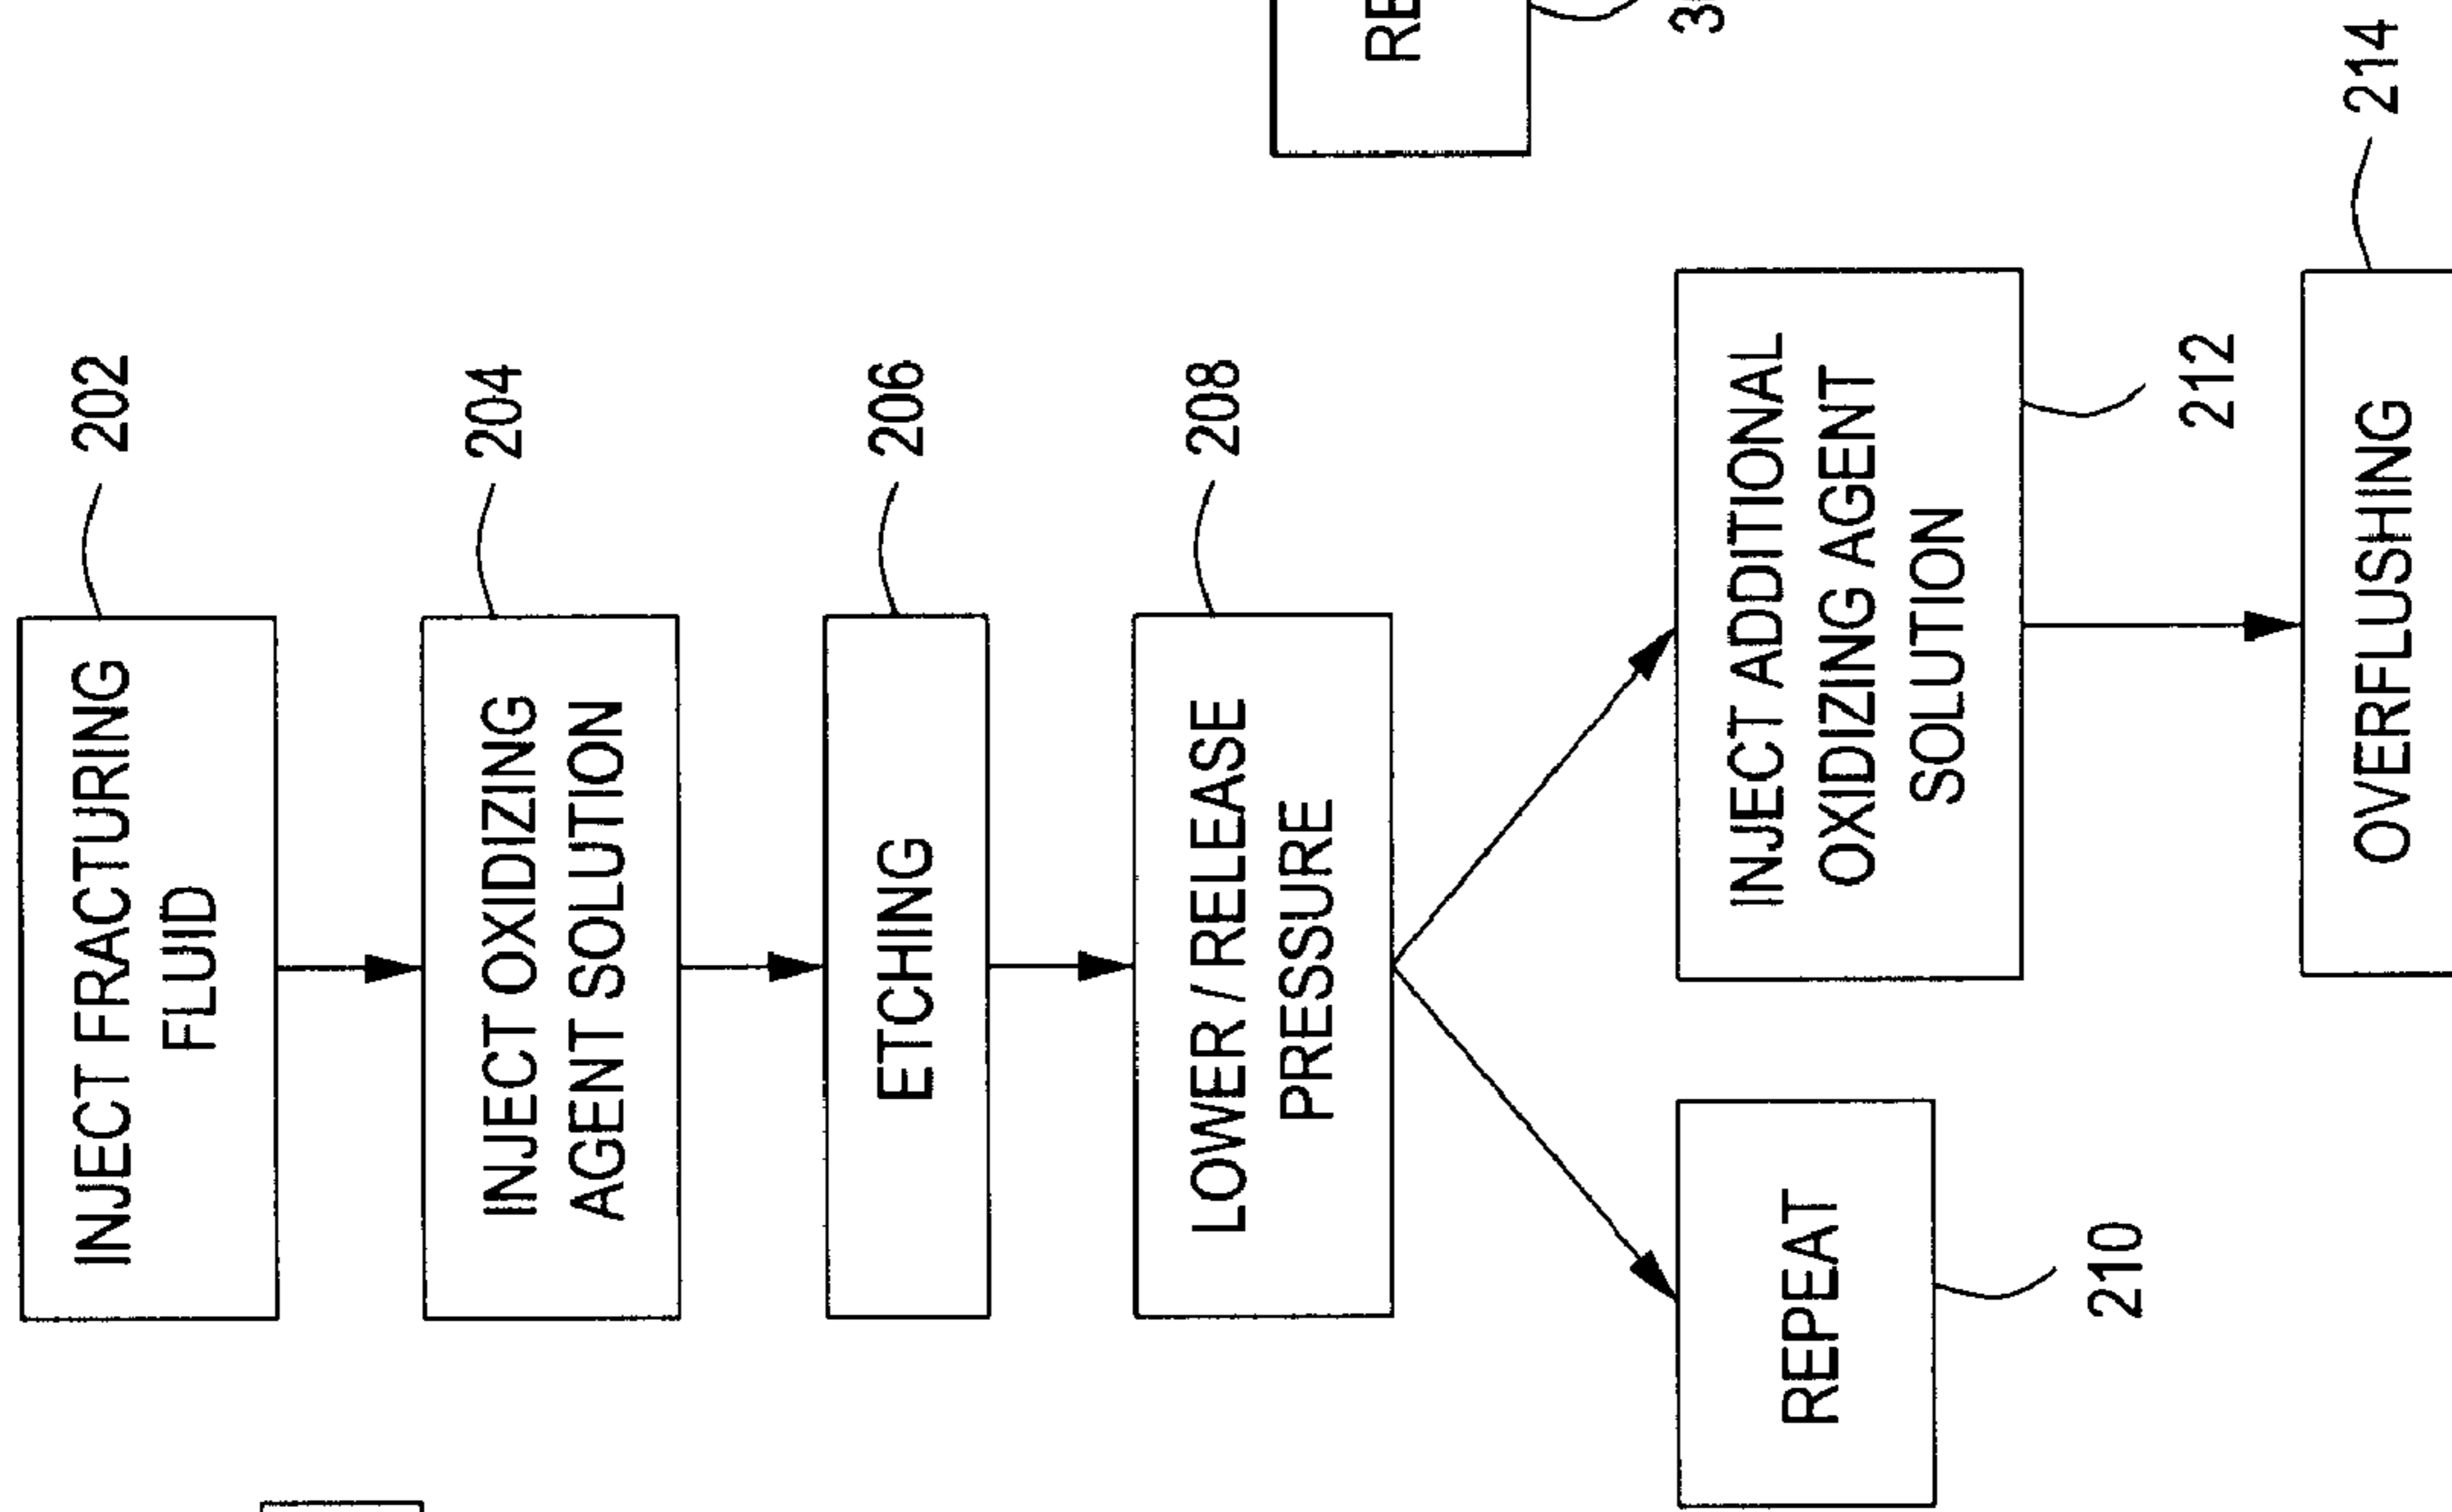 INJECT FRACTURING
FLUID
202
INJECT OXIDIZING
AGENT SOLUTION
204
ETCHING
206
LOWER / RELEASE
PRESSURE
208
REPEAT
210
INJECT ADDITIONAL
OXIDIZING AGENT
SOLUTION
212
OVERFLUSHING
214